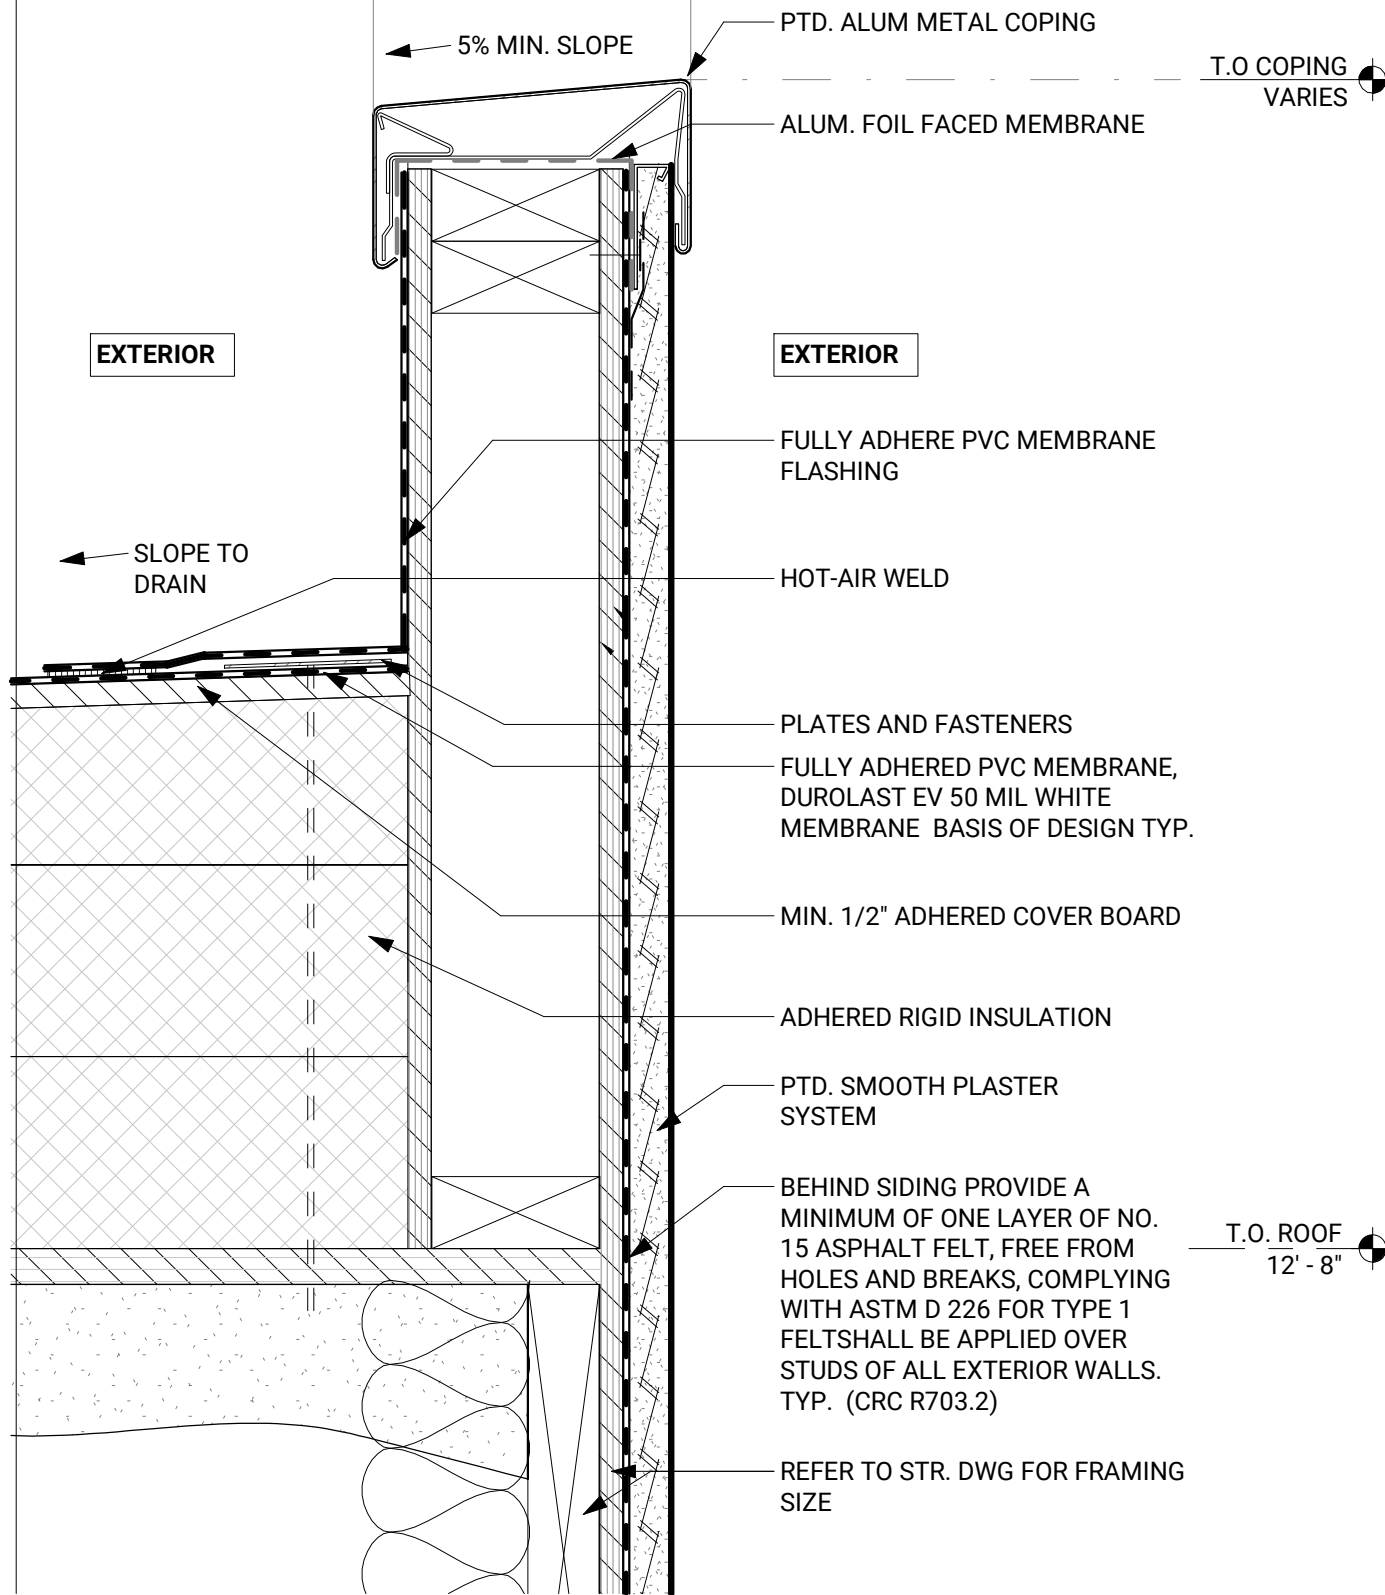 PTD. ALUM METAL COPING
5% MIN. SLOPE
T.O COPING
VARIES
ALUM. FOIL FACED MEMBRANE
EXTERIOR
EXTERIOR
FULLY ADHERE PVC MEMBRANE
FLASHING
SLOPE TO
DRAIN
HOT-AIR WELD
PLATES AND FASTENERS
FULLY ADHERED PVC MEMBRANE,
DUROLAST EV 50 MIL WHITE
MEMBRANE  BASIS OF DESIGN TYP.
MIN. 1/2" ADHERED COVER BOARD
ADHERED RIGID INSULATION
PTD. SMOOTH PLASTER
SYSTEM
BEHIND SIDING PROVIDE A
MINIMUM OF ONE LAYER OF NO.
15 ASPHALT FELT, FREE FROM
HOLES AND BREAKS, COMPLYING
WITH ASTM D 226 FOR TYPE 1
FELTSHALL BE APPLIED OVER
STUDS OF ALL EXTERIOR WALLS.
TYP.  (CRC R703.2)
T.O. ROOF
12' - 8"
REFER TO STR. DWG FOR FRAMING
SIZE